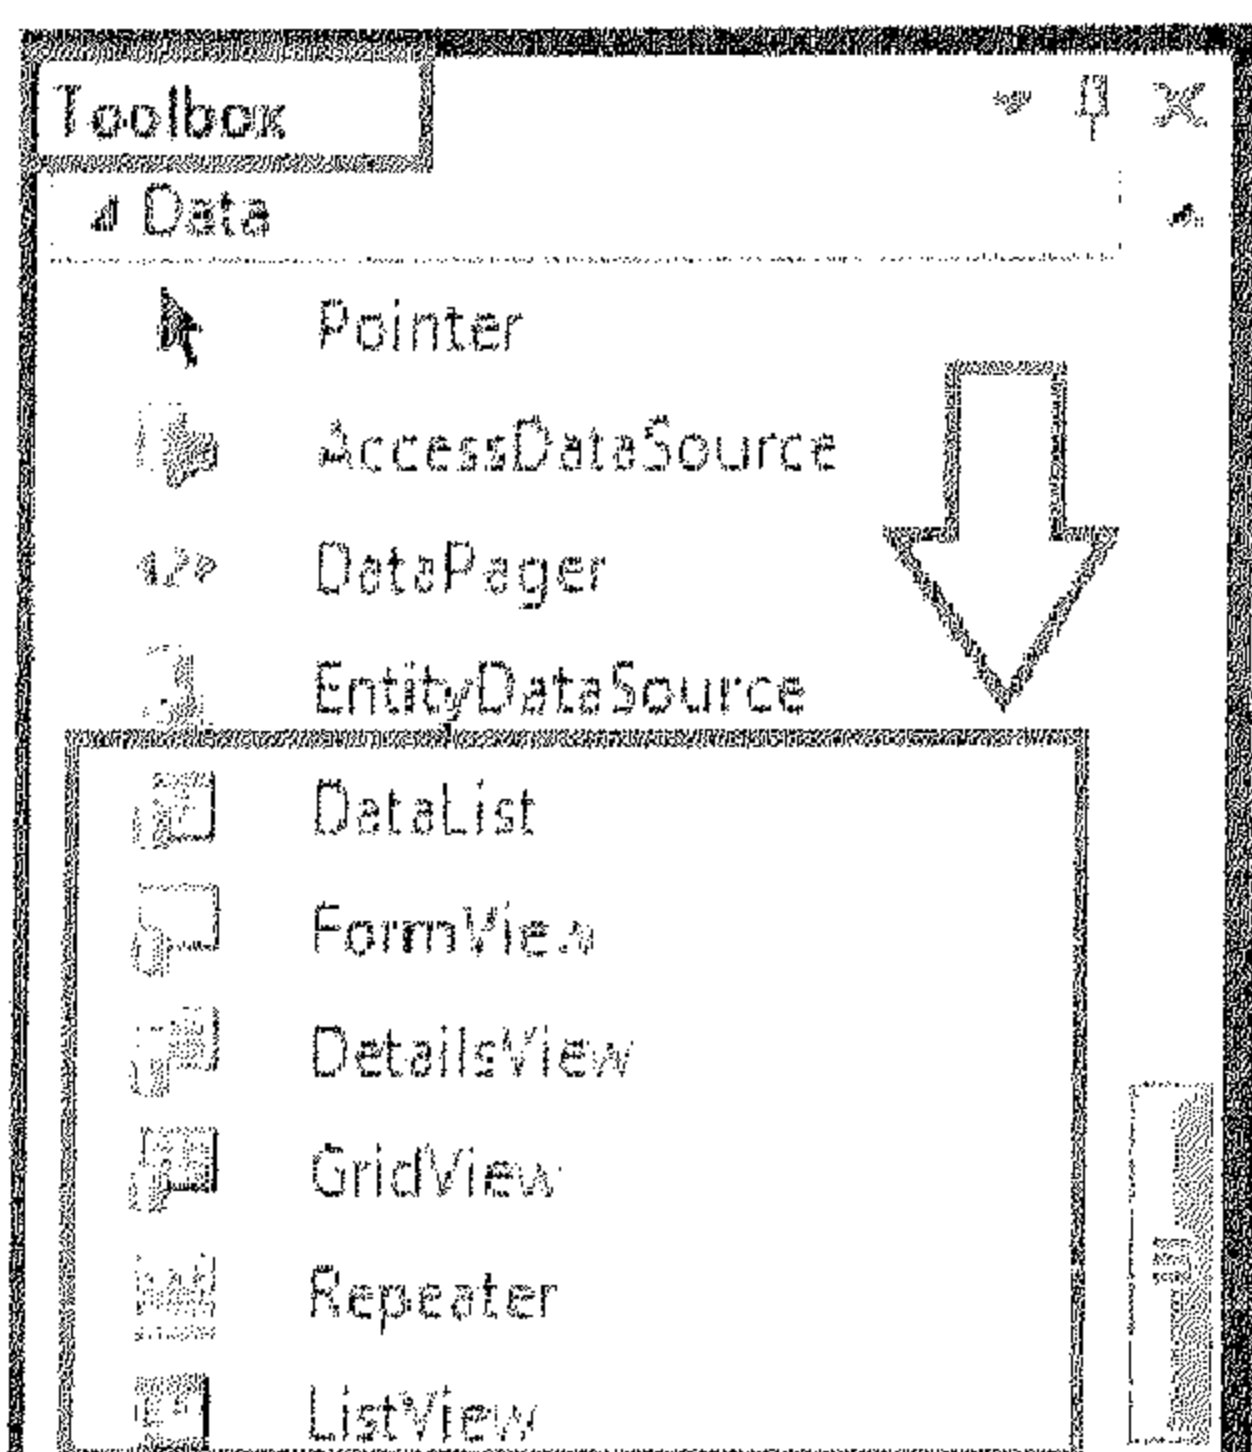 Toolbox
Data
Pointer
AccessDataSource
DataPager
EntityDataSource
DataList
FormView
DetailsView
GridView
Repeater
ListView